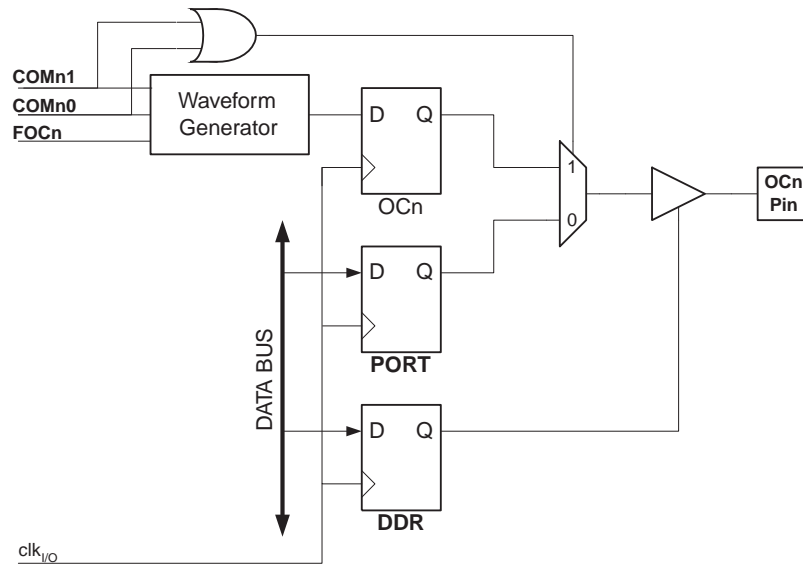 COMn1
COMn0
FOCn
Waveform
Generator
D Q
OCn
1
0
OCn
Pin
D Q
PORT
DATA BUS
D Q
DDR
clkI/O